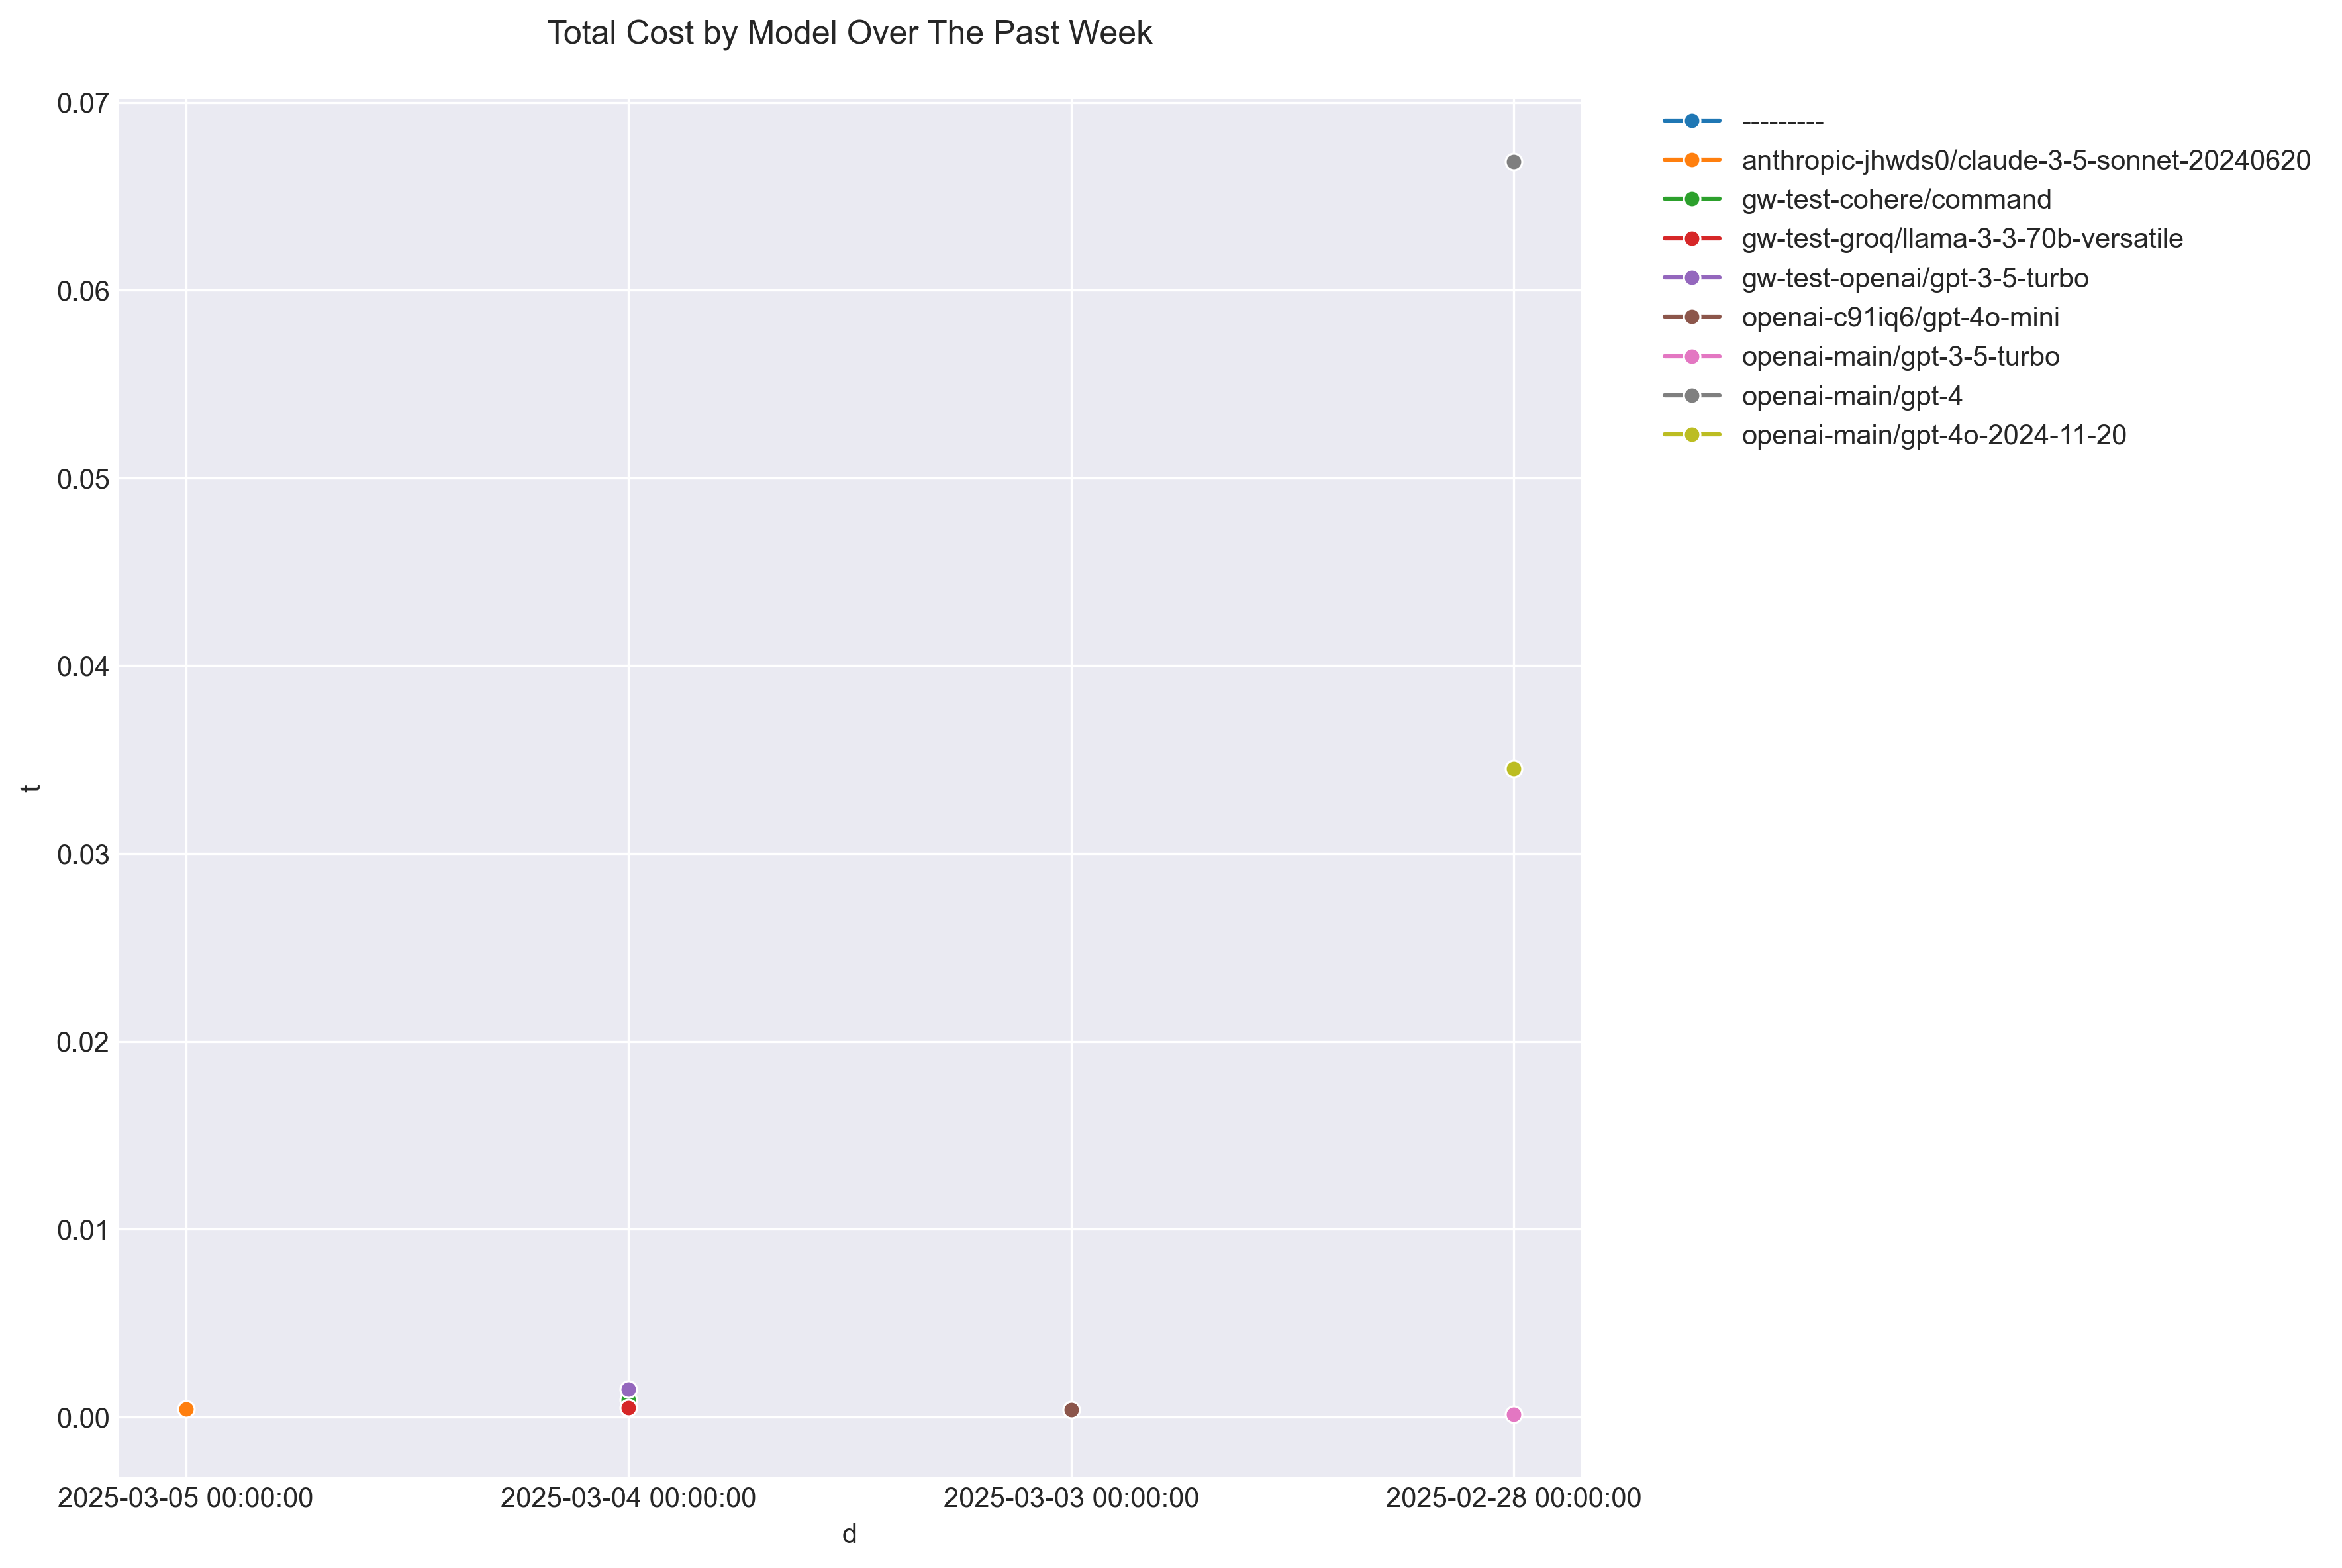 Total Cost by Model Over The Past Week
0.07
0.06
0.05
0.04
0.03
0.02
0.01
0.00
t
2025-03-05 00:00:00
2025-03-04 00:00:00
2025-03-03 00:00:00
2025-02-28 00:00:00
d
---------
anthropic-jhwds0/claude-3-5-sonnet-20240620
gw-test-cohere/command
gw-test-groq/llama-3-3-70b-versatile
gw-test-openai/gpt-3-5-turbo
openai-c91iq6/gpt-4o-mini
openai-main/gpt-3-5-turbo
openai-main/gpt-4
openai-main/gpt-4o-2024-11-20